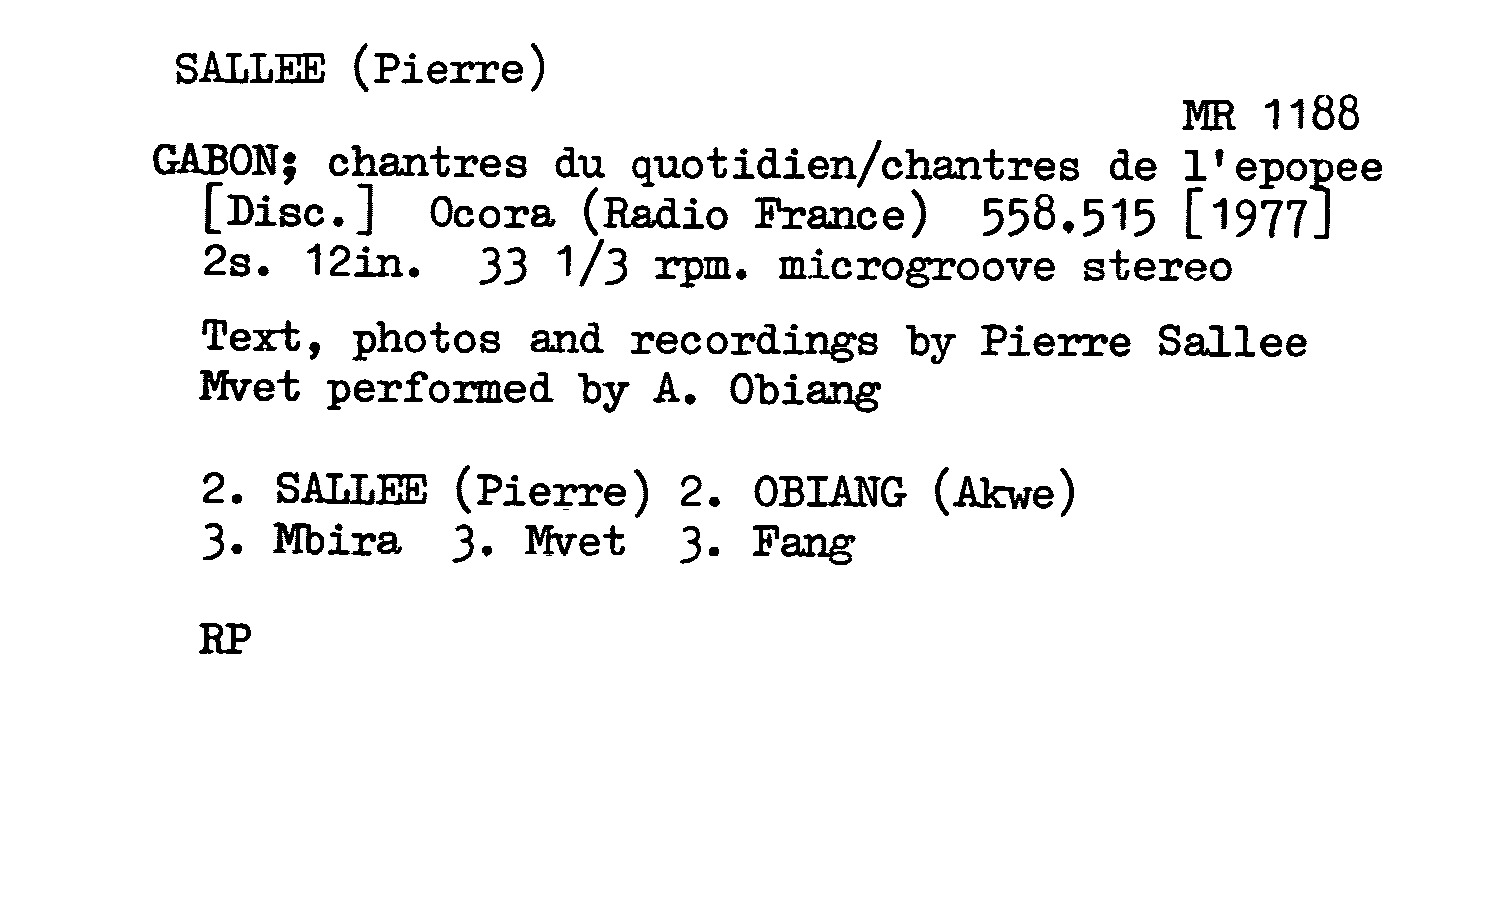 SALLEE (Pierre)
MR 1188
GABON; chantres du quotidien/chantres de l'epopee
[Disc.] Ocora (Radio France) 558.515 [1977]
2s. 12in. 33 1/3 rpm. microgroove stereo
Text, photos and recordings by Pierre Sallee
Mvet performed by A. Obiang
2. SALLEE (Pierre) 2. OBIANG (Akwe)
3. Mbira 3. Mvet 3. Fang
RP